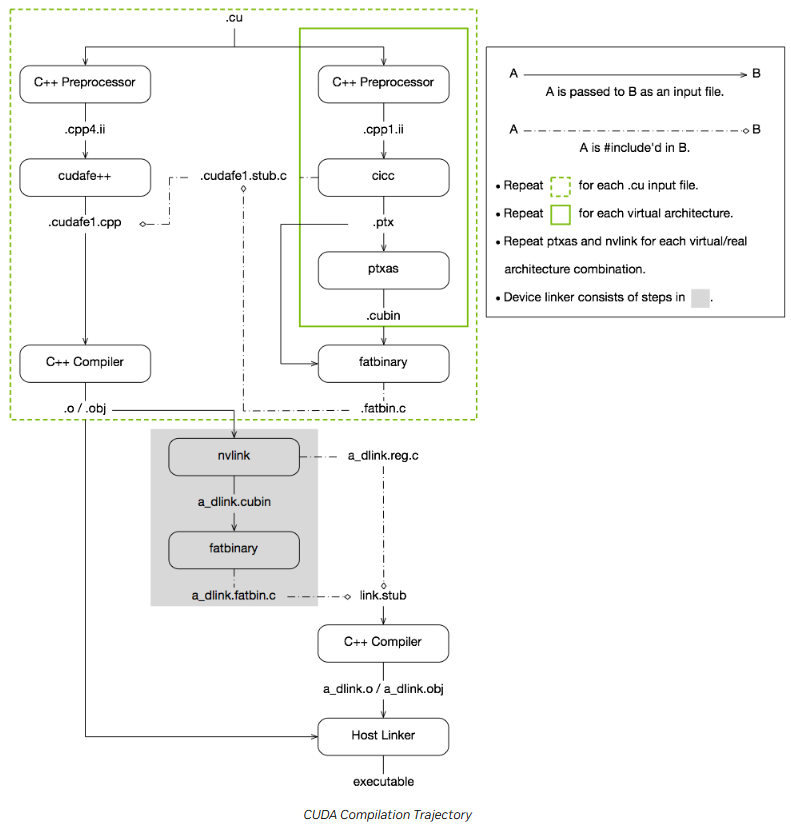 .cu
C++ Preprocessor
C++ Preprocessor
.cpp4.ii
.cpp1.ii
cudafe++
.cudafe1.stub.c
cicc
.cudafe1.cpp
.ptx
ptxas
.cubin
C++ Compiler
fatbinary
.o / .obj
.fatbin.c
nvlink
a_dlink.reg.c
a_dlink.cubin
fatbinary
a_dlink.fatbin.c
link.stub
C++ Compiler
a_dlink.o / a_dlink.obj
Host Linker
executable
A B
A is passed to B as an input file.
A B
A is #include'd in B.
• Repeat for each .cu input file.
• Repeat for each virtual architecture.
• Repeat ptxas and nvlink for each virtual/real
architecture combination.
• Device linker consists of steps in .
CUDA Compilation Trajectory